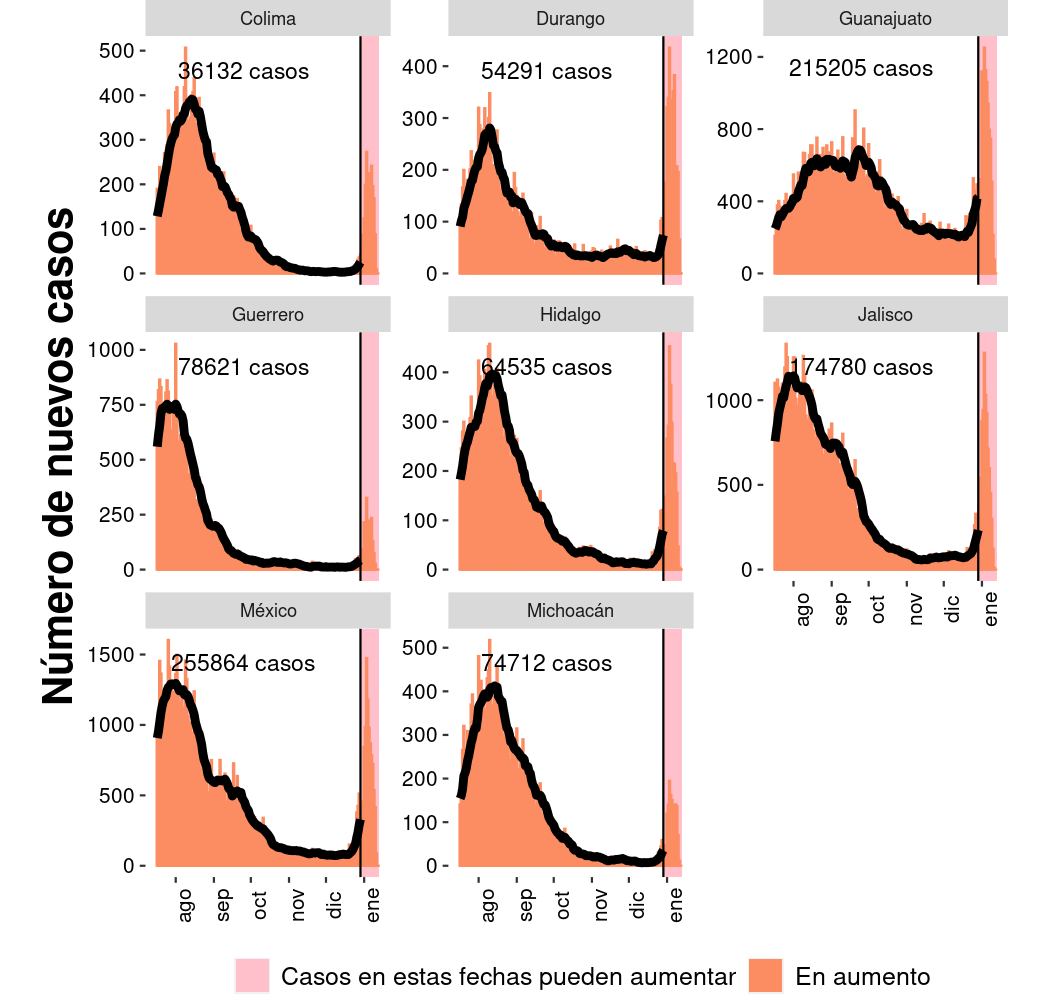 Número de nuevos casos
Colima
500
400
300
200
100
0
36132 casos
Durango
400
300
200
100
0
54291 casos
Guanajuato
1200
800
400
0
215205 casos
Guerrero
1000
750
500
250
0
78621 casos
Hidalgo
400
300
200
100
0
64535 casos
Jalisco
1000
500
0
174780 casos
ago
sep
oct
nov
dic
ene
México
1500
1000
500
0
255864 casos
ago
sep
oct
nov
dic
ene
Michoacán
500
400
300
200
100
0
74712 casos
ago
sep
oct
nov
dic
ene
Casos en estas fechas pueden aumentar
En aumento